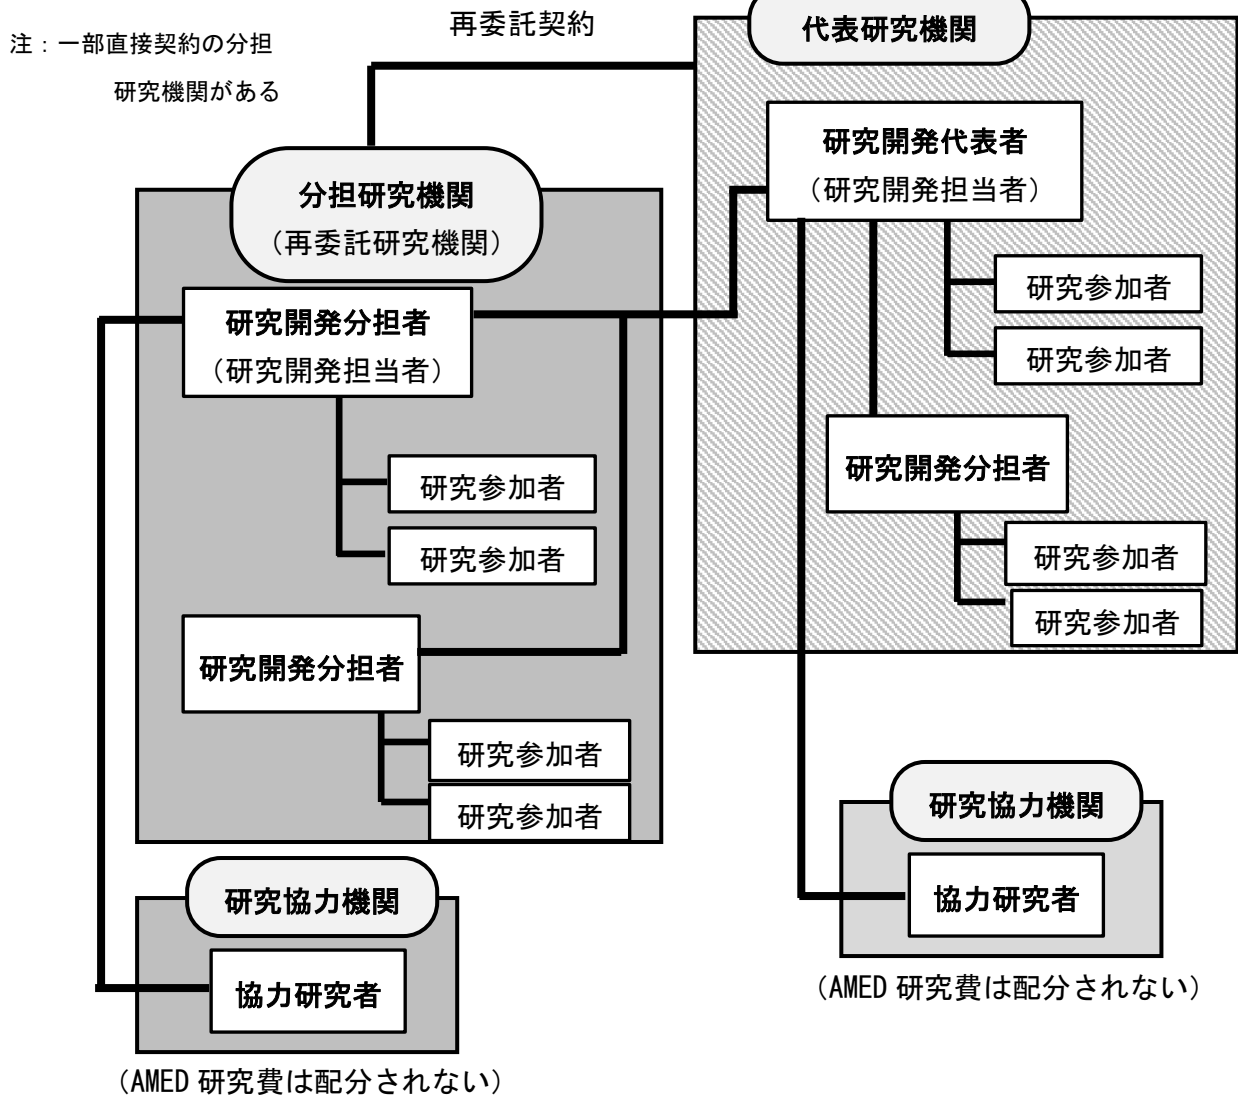 注：一部直接契約の分担
研究機関がある
再委託契約
代表研究機関
研究開発代表者
（研究開発担当者）
研究参加者
研究参加者
研究開発分担者
研究参加者
研究参加者
分担研究機関
（再委託研究機関）
研究開発分担者
（研究開発担当者）
研究参加者
研究参加者
研究開発分担者
研究参加者
研究参加者
研究協力機関
協力研究者
（AMED 研究費は配分されない）
研究協力機関
協力研究者
（AMED 研究費は配分されない）